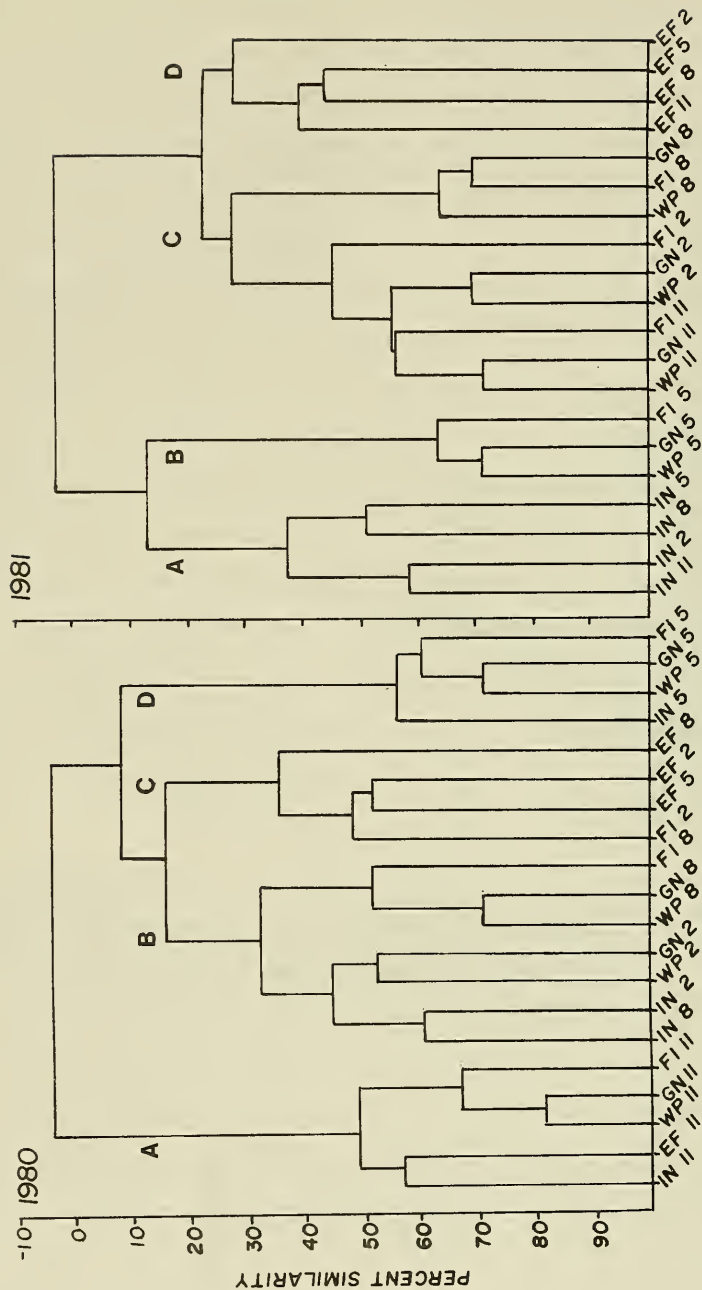 1980
1981
PERCENT SIMILARITY
-10
0
10
20
30
40
50
60
70
80
90
A
B
C
D
A
B
C
D
IN 11
EF 11
WP 11
GN 11
FI 11
IN 8
IN 2
WP 2
GN 2
WP 8
GN 8
FI 8
FI 2
EF 5
EF 2
EF 8
IN 5
WP 5
GN 5
FI 5
IN 11
IN 2
IN 8
IN 5
WP 5
GN 5
FI 5
WP 11
GN 11
FI 11
WP 2
GN 2
FI 2
WP 8
FI 8
GN 8
EF 11
EF 8
EF 5
EF 2